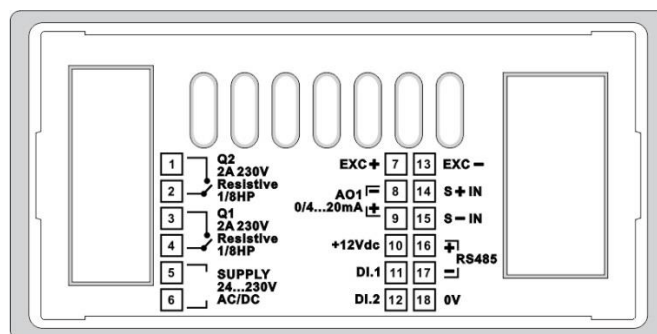 1 Q2
2A 230V
2 Resistive
1/8HP
3 Q1
2A 230V
4 Resistive
1/8HP
5 SUPPLY
24...230V
6 AC/DC
EXC+ 7 13 EXC−
AO1 − 8 14 S+IN
0/4...20mA + 9 15 S−IN
+12Vdc 10 16 + RS485
DI.1 11 17 −
DI.2 12 18 0V